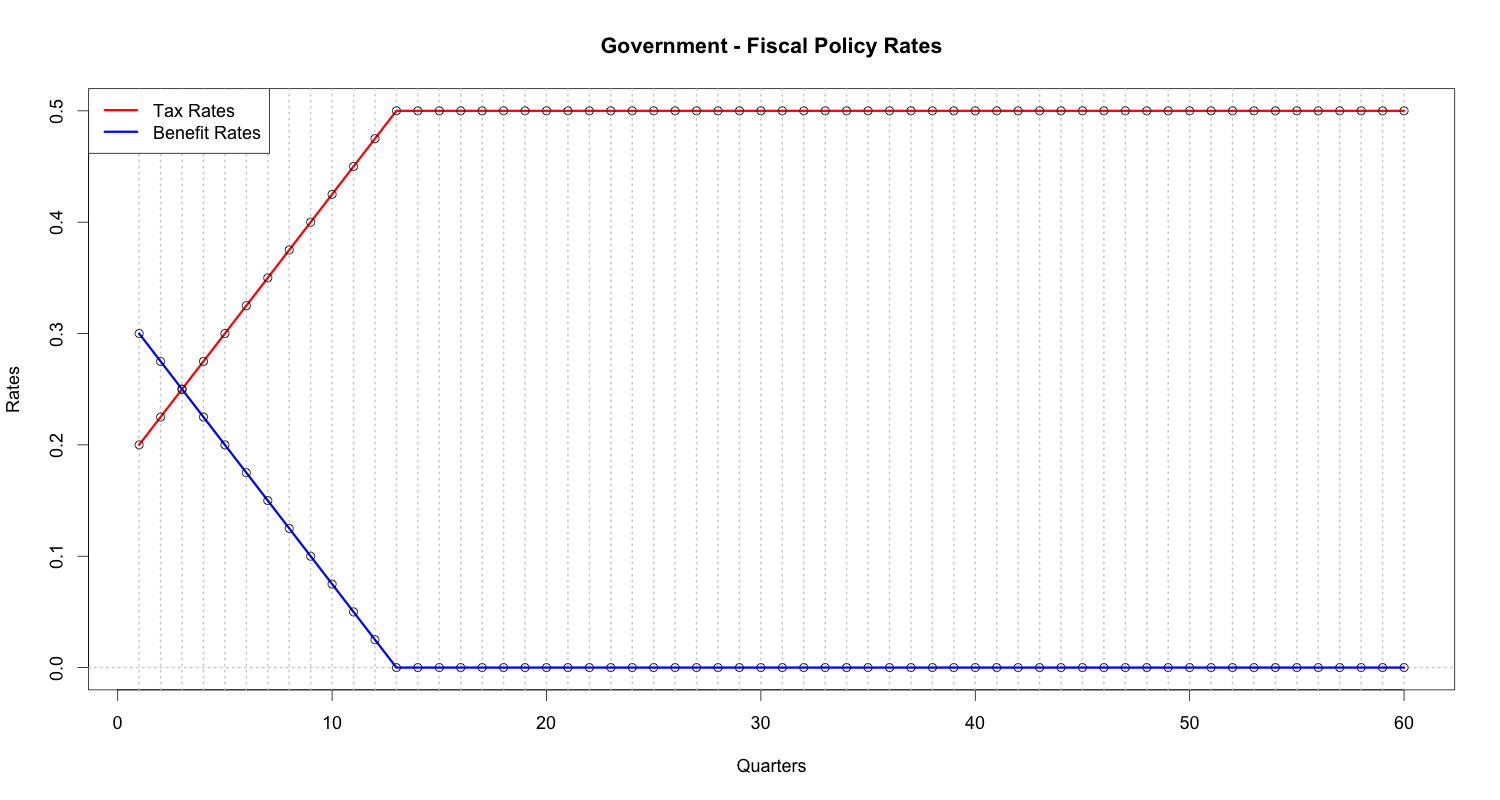 Government - Fiscal Policy Rates
Tax Rates
Benefit Rates
0.5
0.4
0.3
0.2
0.1
0.0
Rates
0 10 20 30 40 50 60
Quarters